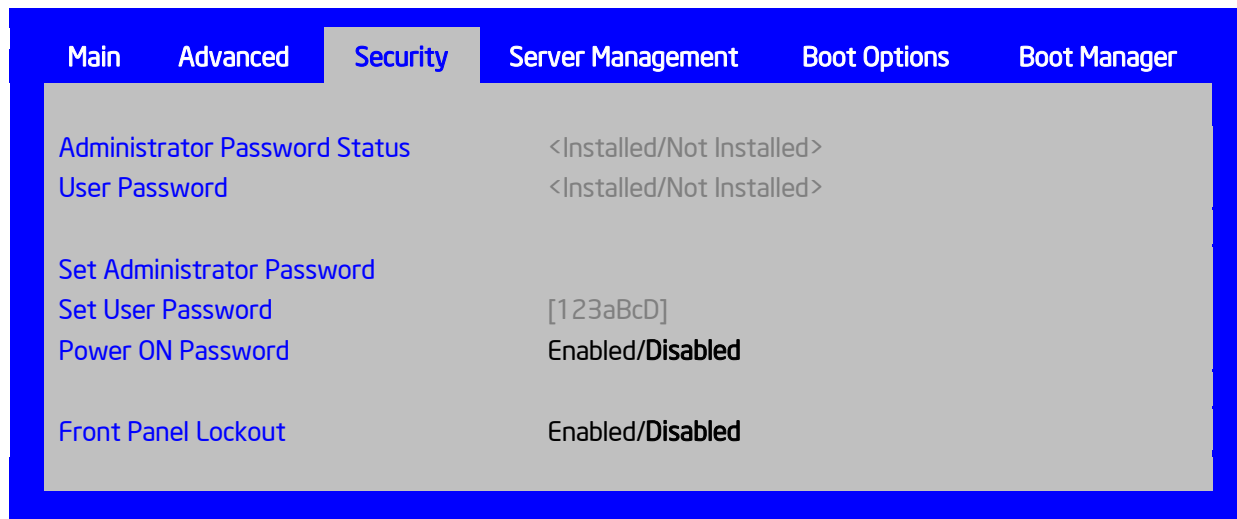 Main Advanced Security Server Management Boot Options Boot Manager
Administrator Password Status <Installed/Not Installed>
User Password <Installed/Not Installed>
Set Administrator Password
Set User Password [123aBcD]
Power ON Password Enabled/Disabled
Front Panel Lockout Enabled/Disabled